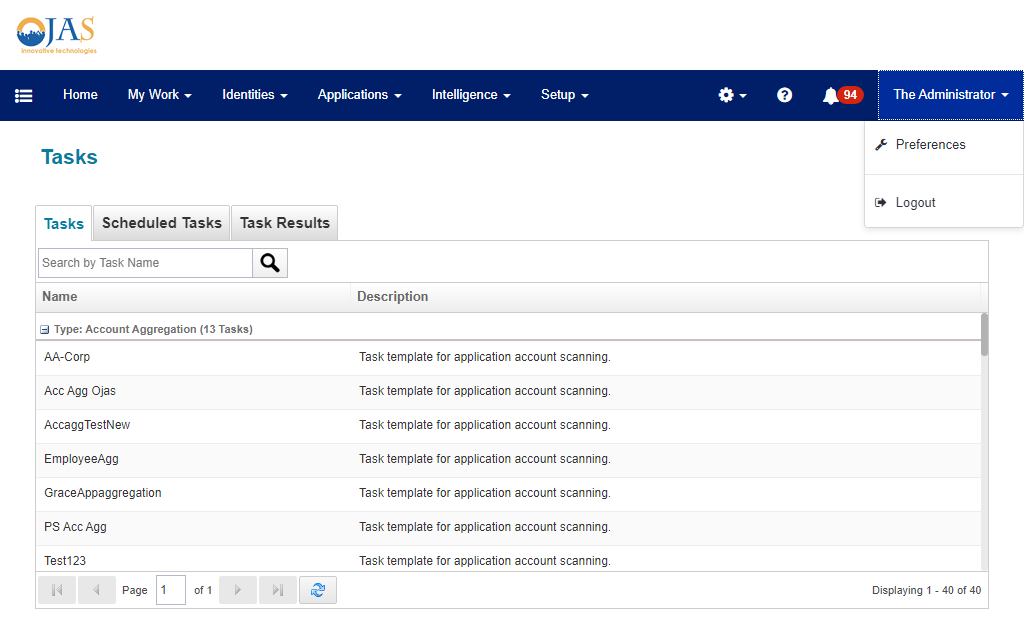 OJAS
innovative technologies
Home My Work Identities Applications Intelligence Setup 94 The Administrator
Preferences
Logout
Tasks
Tasks Scheduled Tasks Task Results
Search by Task Name
Name Description
Type: Account Aggregation (13 Tasks)
AA-Corp Task template for application account scanning.
Acc Agg Ojas Task template for application account scanning.
AccaggTestNew Task template for application account scanning.
EmployeeAgg Task template for application account scanning.
GraceAppaggregation Task template for application account scanning.
PS Acc Agg Task template for application account scanning.
Test123 Task template for application account scanning.
Page 1 of 1 Displaying 1 - 40 of 40